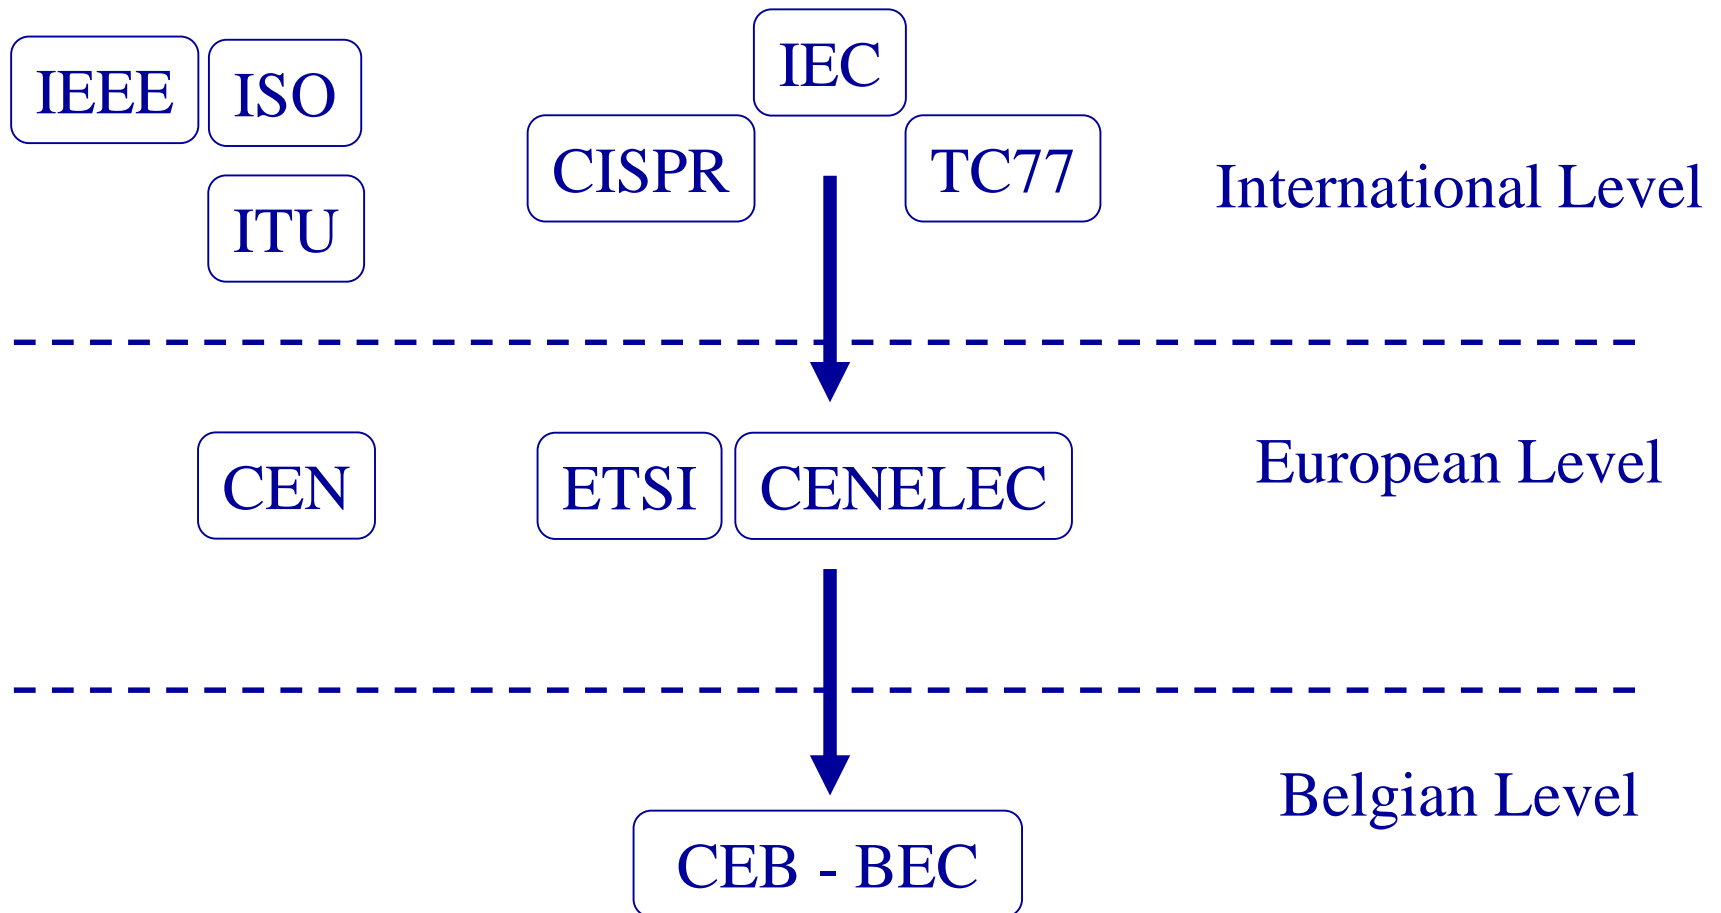 IEEE
ISO
IEC
CISPR
TC77
International Level
ITU
CEN
ETSI
CENELEC
European Level
Belgian Level
CEB - BEC